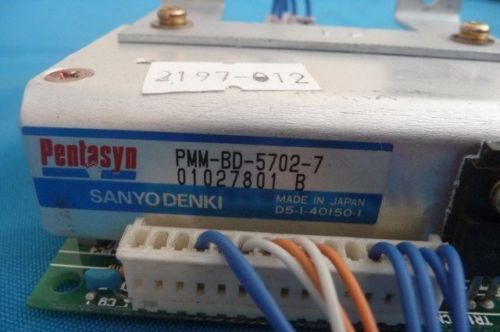 2197-012
Pentasyn
PMM-BD-5702-7
01027801 B
SANYO DENKI
MADE IN JAPAN
D5-1-40150-1